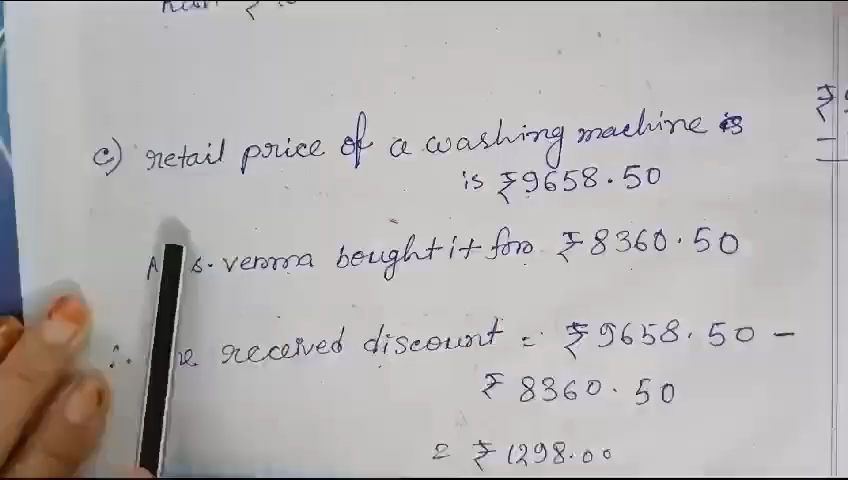 c) retail price of a washing machine is
is ₹9658.50
s. verma bought it for ₹8360.50
∴ received discount = ₹9658.50 -
₹8360.50
= ₹1298.00